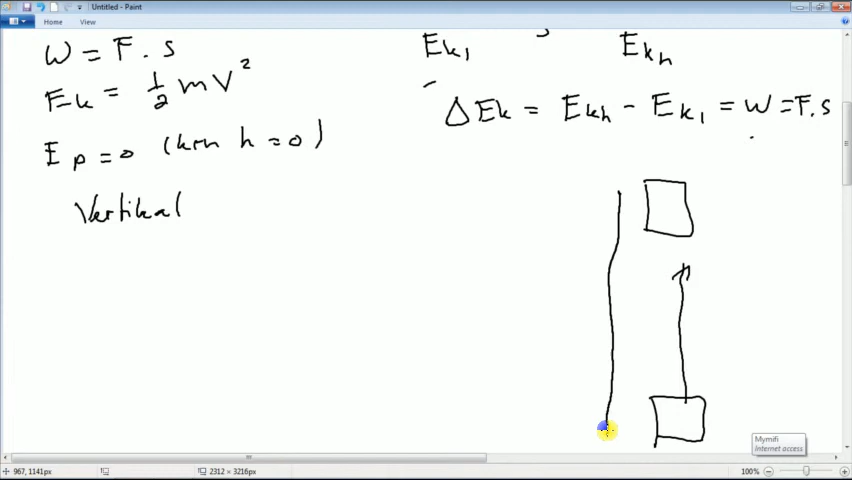 Untitled - Paint
Home View
W = F . s
Ek = 1/2 mV²
Ep = 0 (krn h = 0)
Vertikal
Ek1 s Ekh
ΔEk = Ekh - Ek1 = W = F.s
Mymifi
Internet access
967, 1141px
2312 × 3216px
100%